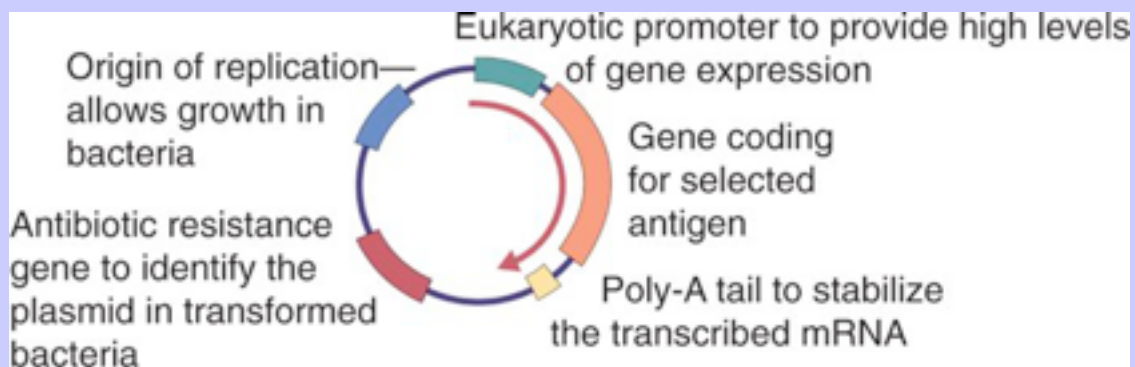 Eukaryotic promoter to provide high levels
of gene expression
Origin of replication—
allows growth in
bacteria
Gene coding
for selected
antigen
Antibiotic resistance
gene to identify the
plasmid in transformed
bacteria
Poly-A tail to stabilize
the transcribed mRNA